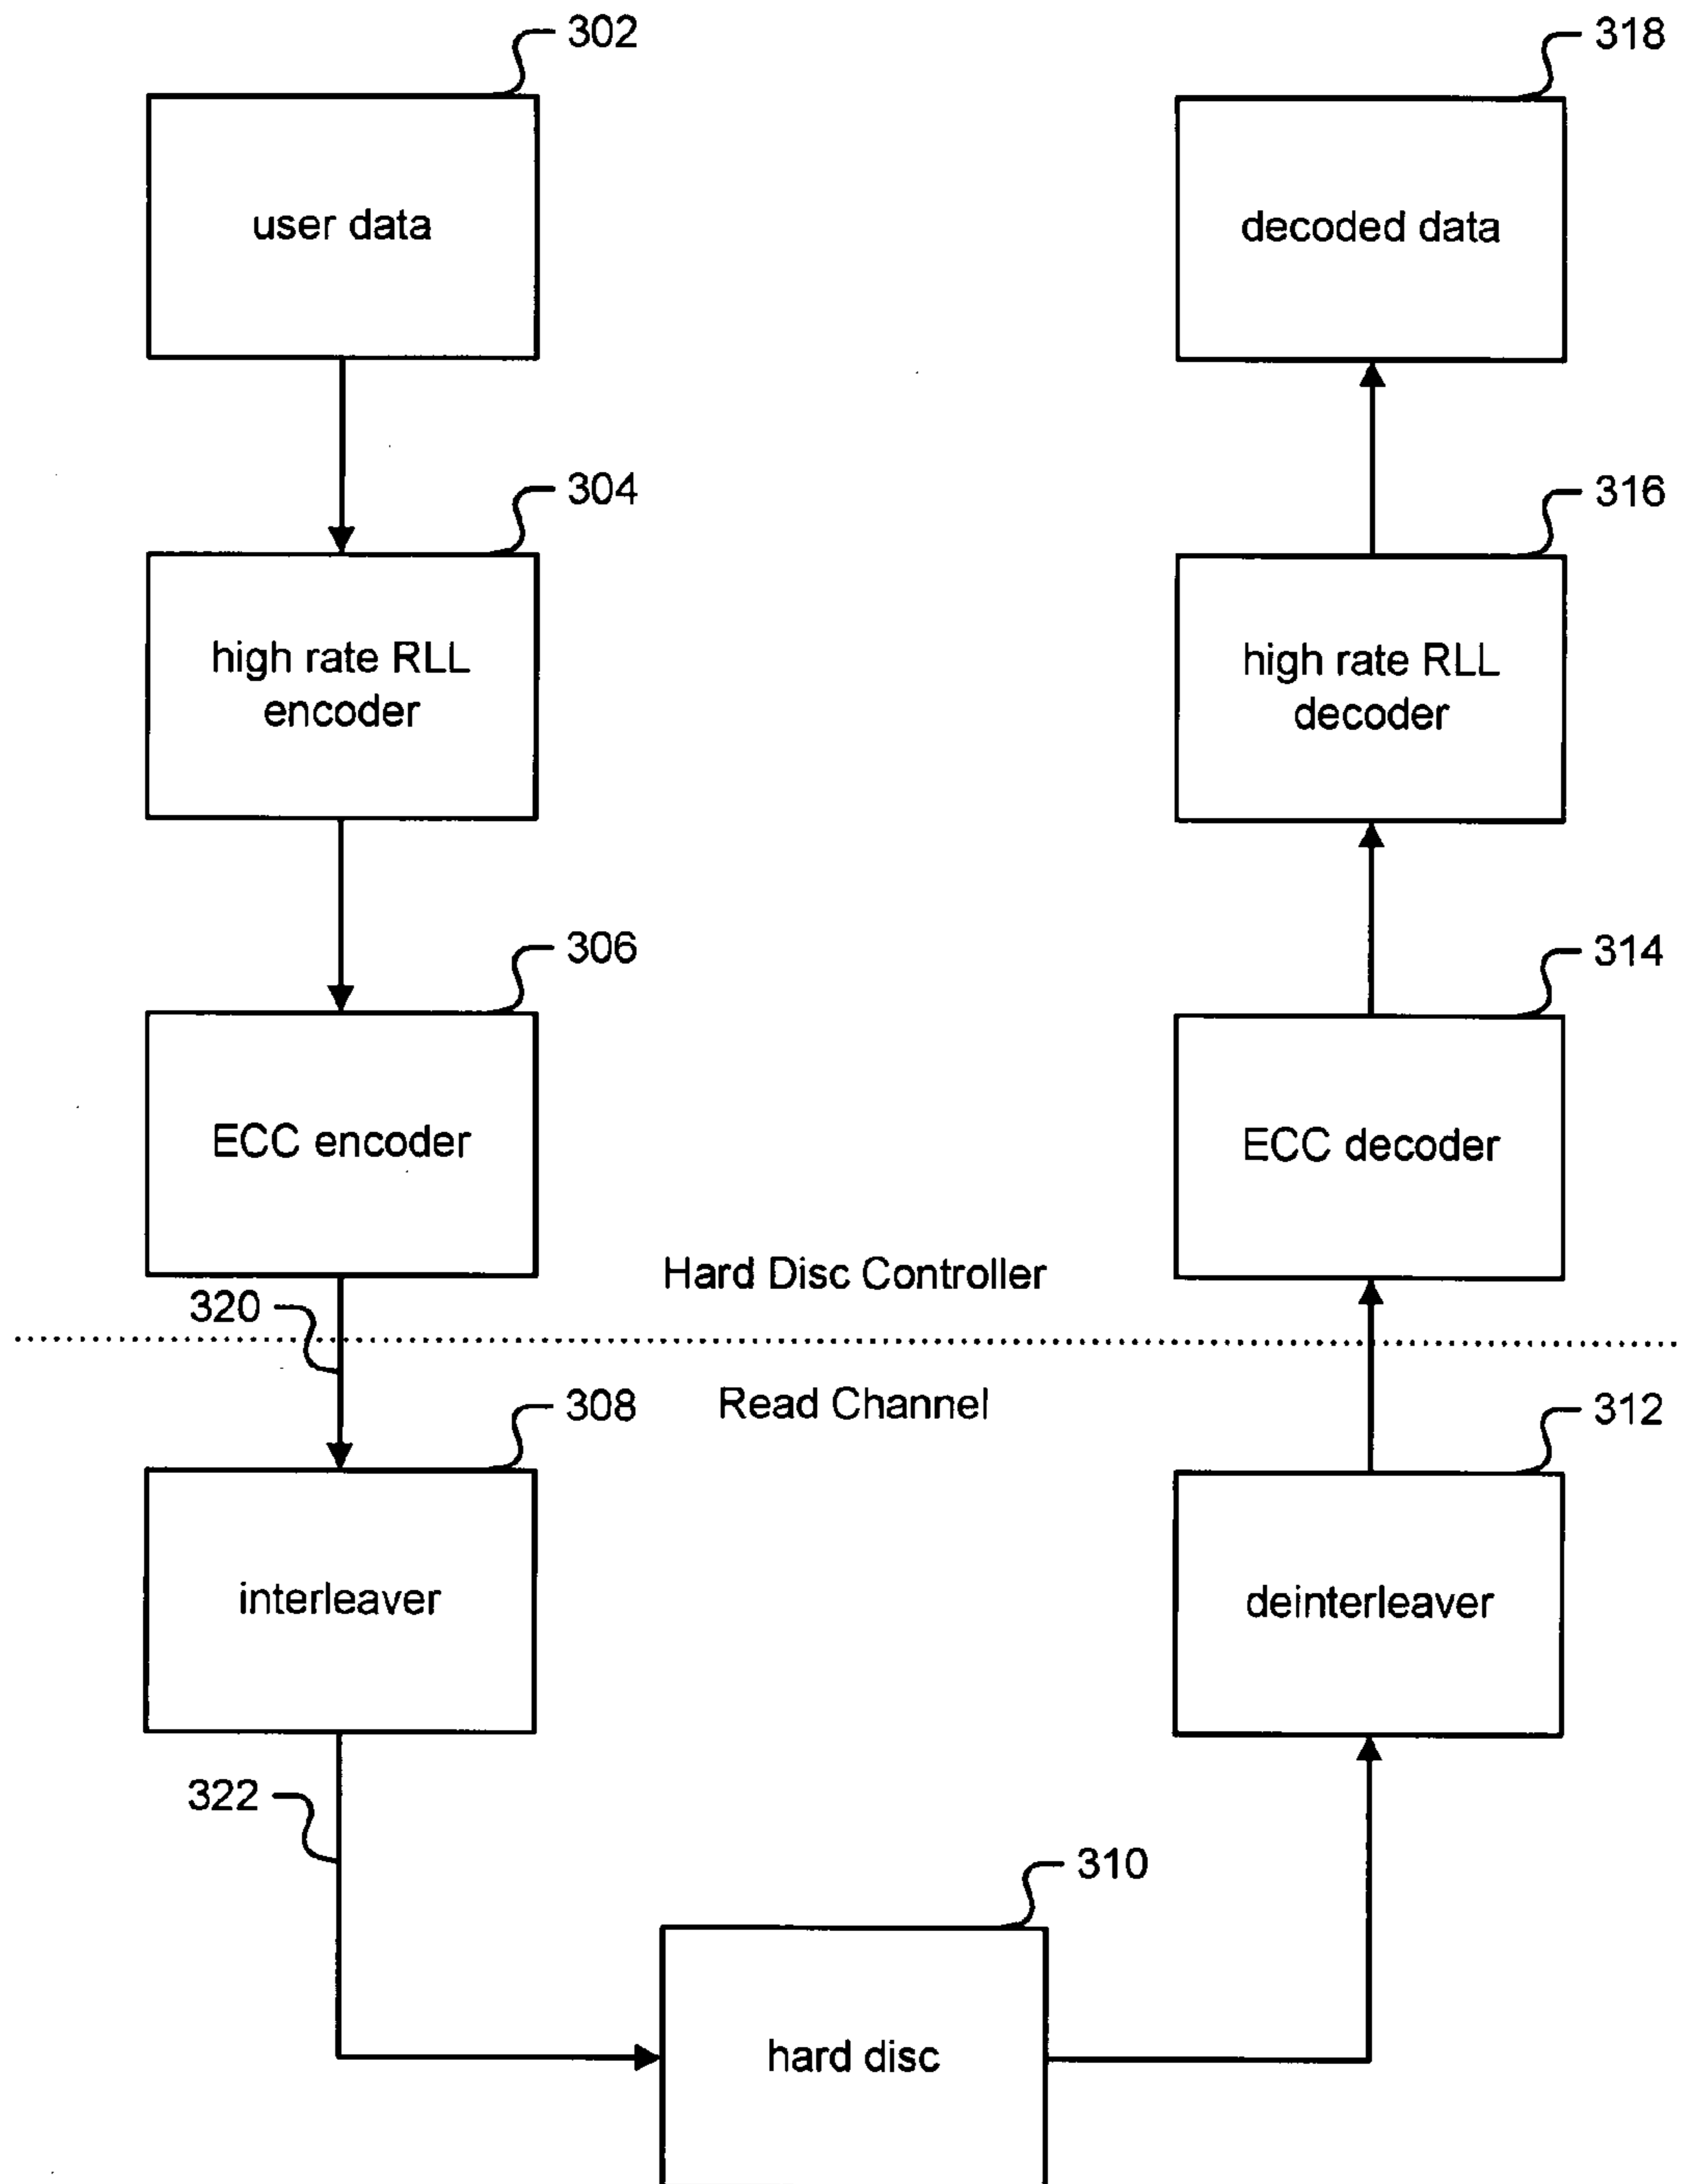 302
318
user data
decoded data
304
316
high rate RLL
encoder
high rate RLL
decoder
306
314
ECC encoder
ECC decoder
Hard Disc Controller
320
Read Channel
308
312
interleaver
deinterleaver
322
310
hard disc